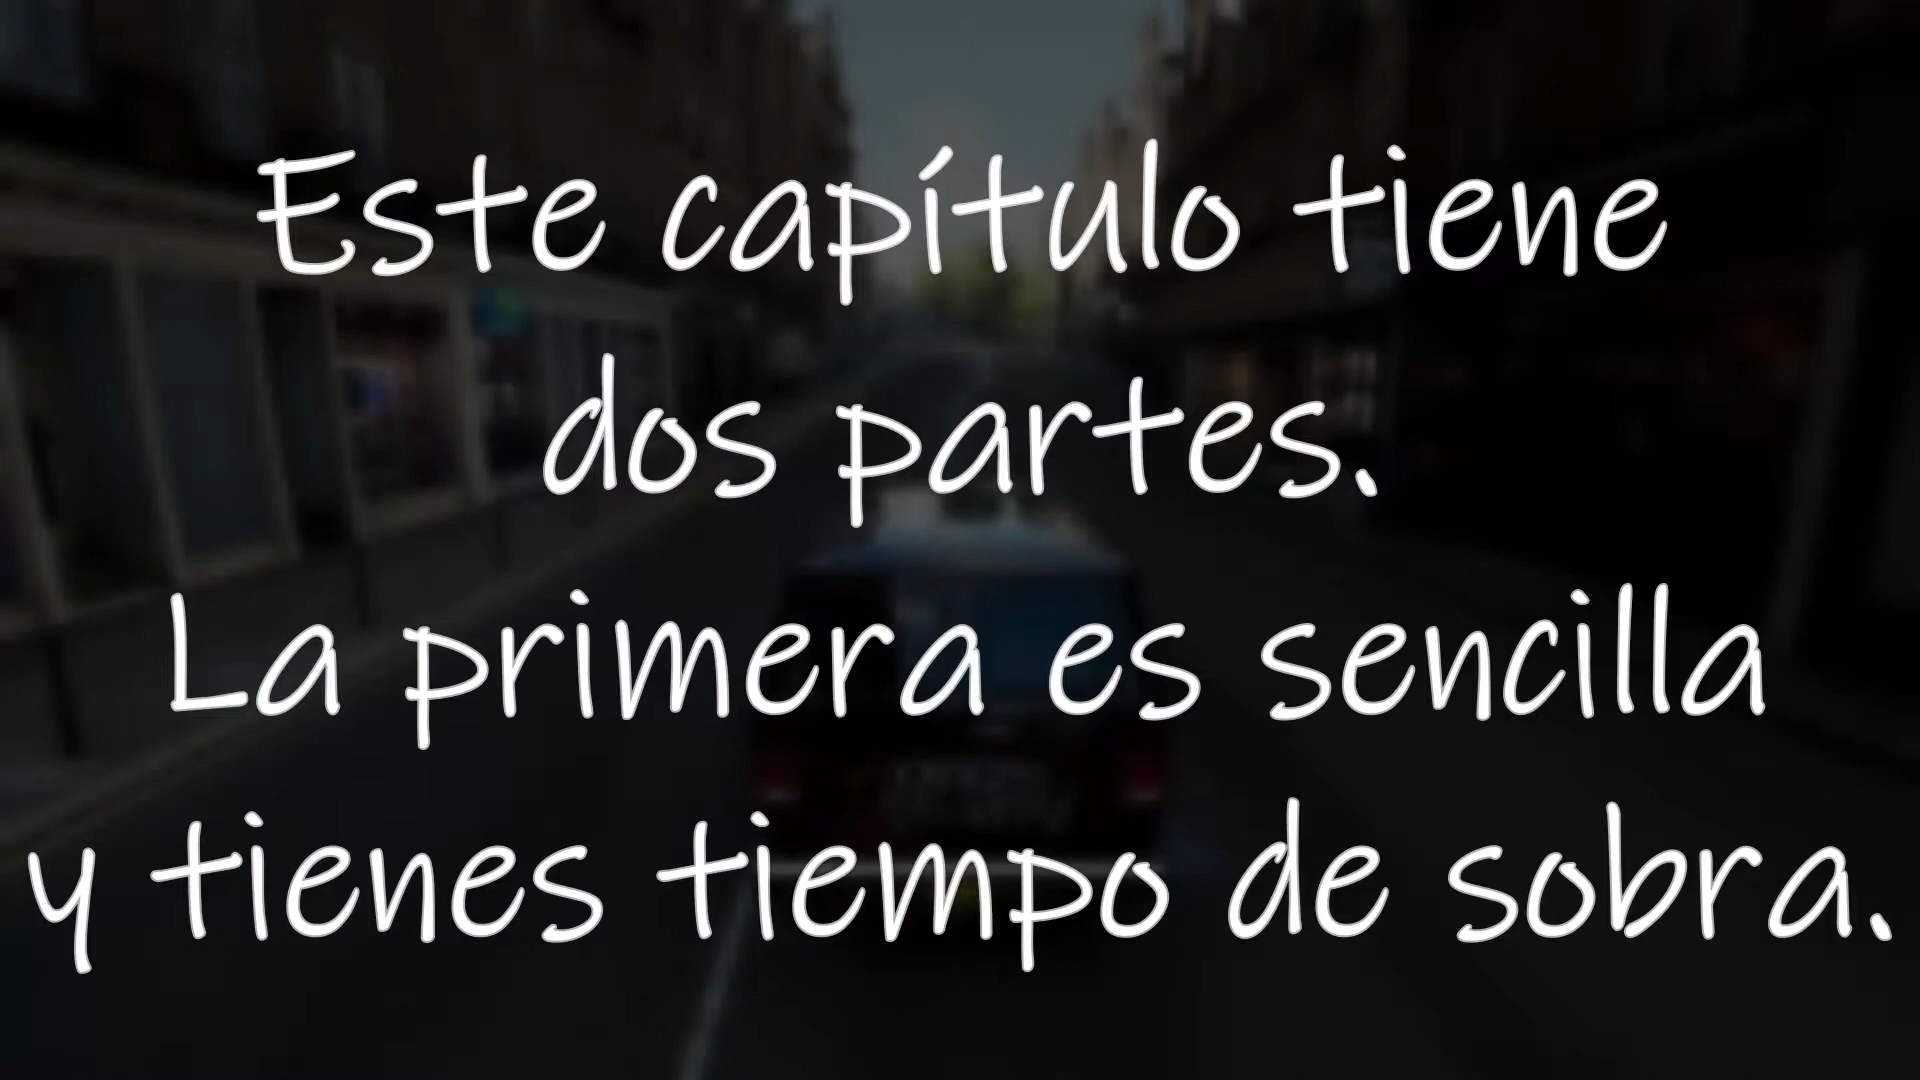 Este capítulo tiene
dos partes.
La primera es sencilla
y tienes tiempo de sobra.